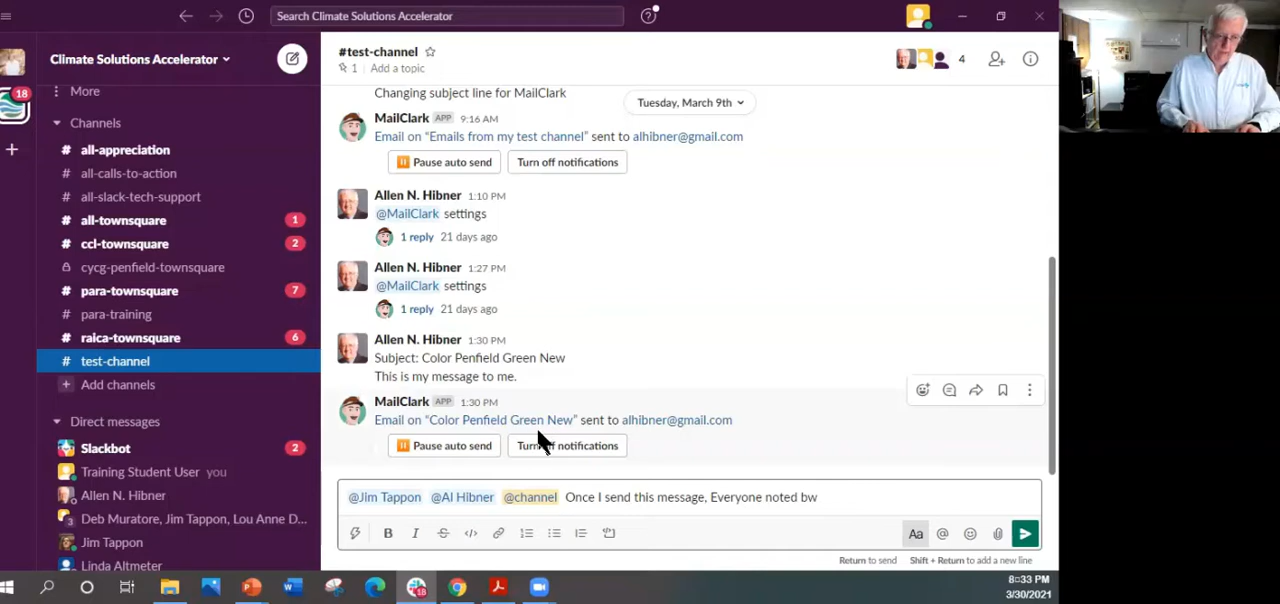 Search Climate Solutions Accelerator
Climate Solutions Accelerator
18
More
Channels
# all-appreciation
# all-calls-to-action
# all-slack-tech-support
# all-townsquare 1
# ccl-townsquare 2
cycg-penfield-townsquare
# para-townsquare 7
# para-training
# raica-townsquare 6
# test-channel
+ Add channels
Direct messages
Slackbot 2
Training Student User you
Allen N. Hibner
3 Deb Muratore, Jim Tappon, Lou Anne D...
Jim Tappon
Linda Altmeter
#test-channel
1 Add a topic
4
Changing subject line for MailClark
Tuesday, March 9th
MailClark APP 9:16 AM
Email on "Emails from my test channel" sent to alhibner@gmail.com
Pause auto send Turn off notifications
Allen N. Hibner 1:10 PM
@MailClark settings
1 reply 21 days ago
Allen N. Hibner 1:27 PM
@MailClark settings
1 reply 21 days ago
Allen N. Hibner 1:30 PM
Subject: Color Penfield Green New
This is my message to me.
MailClark APP 1:30 PM
Email on "Color Penfield Green New" sent to alhibner@gmail.com
Pause auto send Turn off notifications
@Jim Tappon @Al Hibner @channel Once I send this message, Everyone noted bw
B I S </> Aa @
Return to send Shift + Return to add a new line
18
8:33 PM
3/30/2021